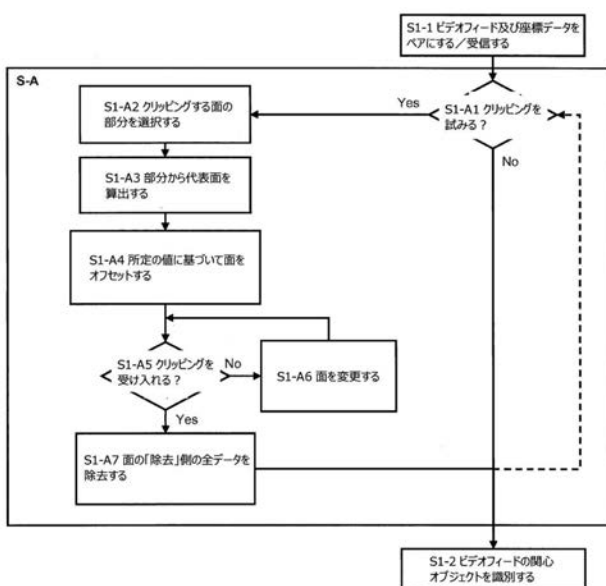 S1-1 ビデオフィード及び座標データを
ペアにする／受信する
S-A
S1-A1 クリッピングを
試みる？
Yes
No
S1-A2 クリッピングする面の
部分を選択する
S1-A3 部分から代表面を
算出する
S1-A4 所定の値に基づいて面を
オフセットする
S1-A5 クリッピングを
受け入れる？
No
S1-A6 面を変更する
Yes
S1-A7 面の「除去」側の全データを
除去する
S1-2 ビデオフィードの関心
オブジェクトを識別する